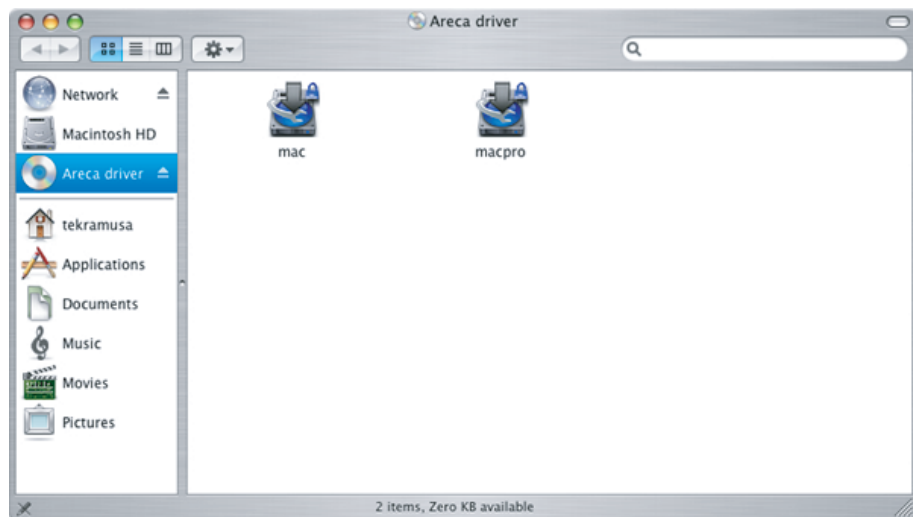 Areca driver
Network
Macintosh HD
Areca driver
tekramusa
Applications
Documents
Music
Movies
Pictures
mac
macpro
2 items, Zero KB available